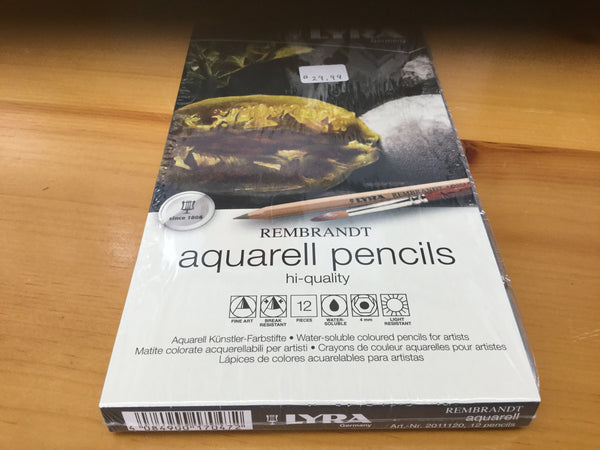 LYRA
Germany
29.99
LYRA REMBRANDT
since 1806
REMBRANDT
aquarell pencils
hi-quality
12
FINE ART
BREAK RESISTANT
PIECES
WATER-SOLUBLE
4 mm
LIGHT RESISTANT
Aquarell Künstler-Farbstifte • Water-soluble coloured pencils for artists
Matite colorate acquerellabili per artisti • Crayons de couleur aquarelles pour artistes
Lápices de colores acuarelables para artistas
REMBRANDT
LYRA aquarell
Germany
Art.-Nr. 2011120, 12 pencils